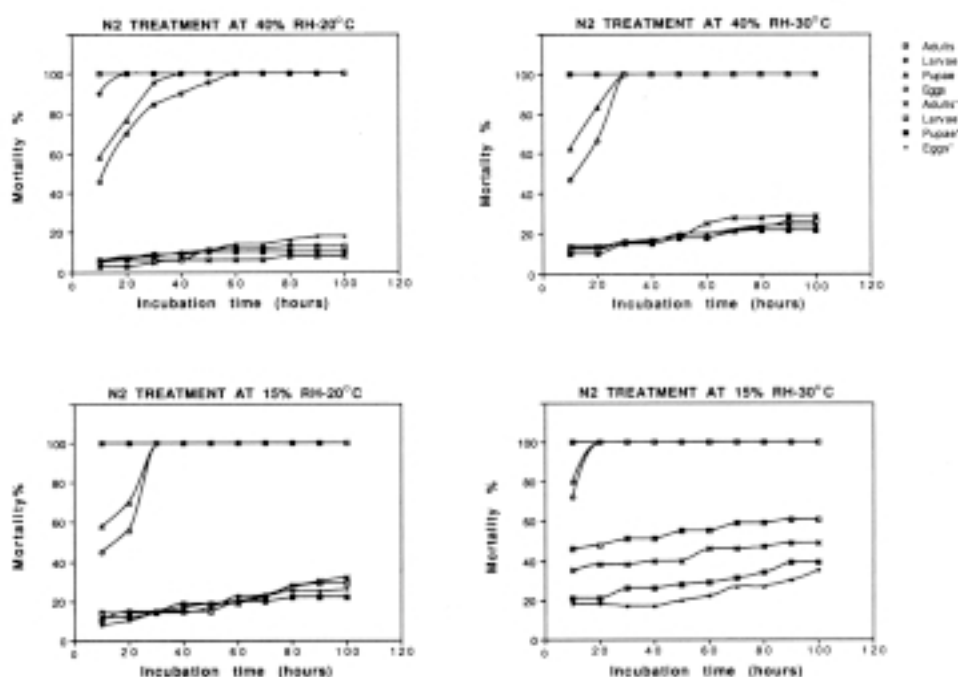 N2 TREATMENT AT 40% RH-20°C
Mortality %
100
80
60
40
20
0
0 20 40 60 80 100 120
Incubation time (hours)
N2 TREATMENT AT 40% RH-30°C
Mortality %
100
80
60
40
20
0
0 20 40 60 80 100 120
Incubation time (hours)
Adults
Larvae
Pupae
Eggs
Adults*
Larvae
Pupae*
Eggs*
N2 TREATMENT AT 15% RH-20°C
Mortality%
100
80
60
40
20
0
0 20 40 60 80 100 120
Incubation time (hours)
N2 TREATMENT AT 15% RH-30°C
Mortality %
100
80
60
40
20
0
0 20 40 60 80 100 120
Incubation time (hours)